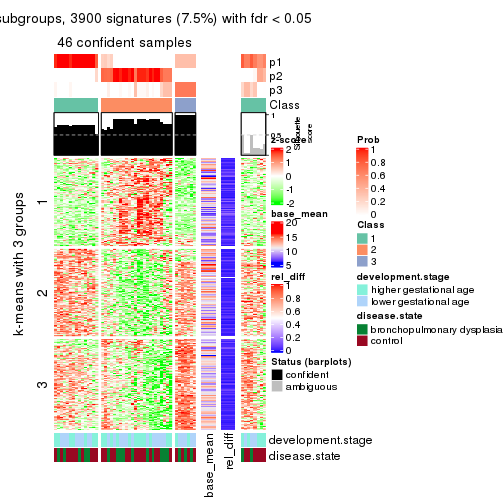 subgroups, 3900 signatures (7.5%) with fdr < 0.05
46 confident samples
p1
p2
p3
Class
1
0.5
0
Silhouette
score
k-means with 3 groups
1
2
3
z-score
2
1
0
-1
-2
base_mean
20
15
10
5
rel_diff
1
0.8
0.6
0.4
0.2
0
Status (barplots)
confident
ambiguous
Prob
1
0.8
0.6
0.4
0.2
0
Class
1
2
3
development.stage
higher gestational age
lower gestational age
disease.state
bronchopulmonary dysplasia
control
development.stage
disease.state
base_mean
rel_diff